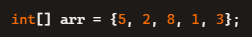 int[] arr = {5, 2, 8, 1, 3};